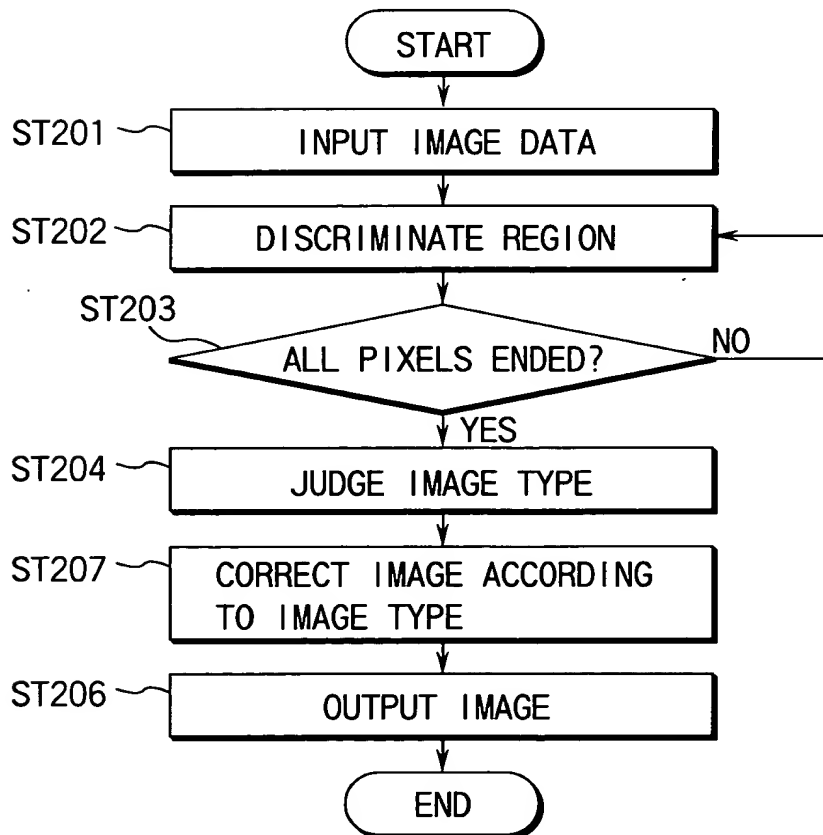 START
ST201
INPUT IMAGE DATA
ST202
DISCRIMINATE REGION
ST203
ALL PIXELS ENDED?
NO
YES
ST204
JUDGE IMAGE TYPE
ST207
CORRECT IMAGE ACCORDING
TO IMAGE TYPE
ST206
OUTPUT IMAGE
END